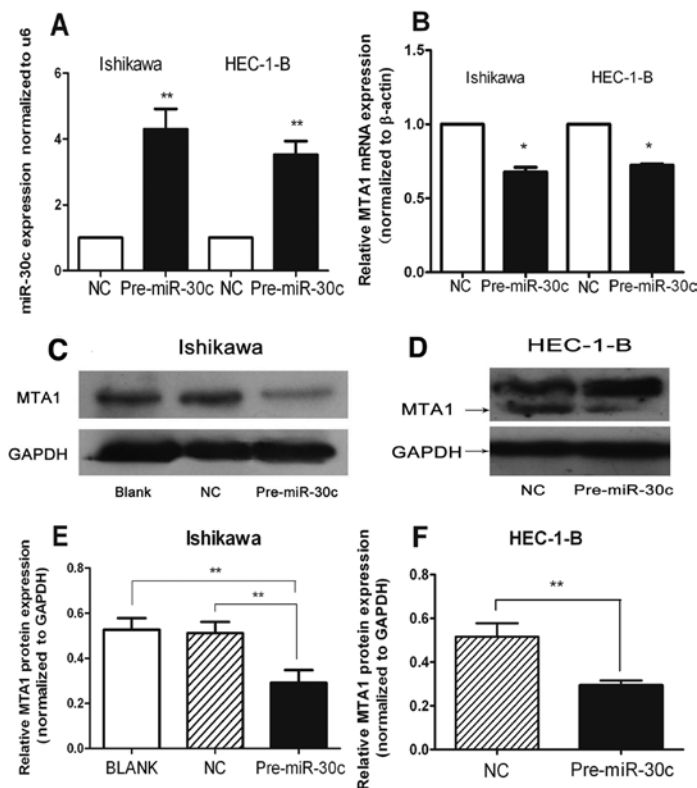 A
miR-30c expression normalized to u6
Ishikawa
HEC-1-B
8
6
4
2
0
**
**
NC
Pre-miR-30c
NC
Pre-miR-30c
B
Relative MTA1 mRNA expression
(normalized to β-actin)
Ishikawa
HEC-1-B
1.5
1.0
0.5
0.0
*
*
NC
Pre-miR-30c
NC
Pre-miR-30c
C
Ishikawa
MTA1
GAPDH
Blank
NC
Pre-miR-30c
D
HEC-1-B
MTA1
GAPDH
NC
Pre-miR-30c
E
Ishikawa
Relative MTA1 protein expression
(normalized to GAPDH)
0.8
0.6
0.4
0.2
0.0
**
**
BLANK
NC
Pre-miR-30c
F
HEC-1-B
Relative MTA1 protein expression
(normalized to GAPDH)
0.8
0.6
0.4
0.2
0.0
**
NC
Pre-miR-30c